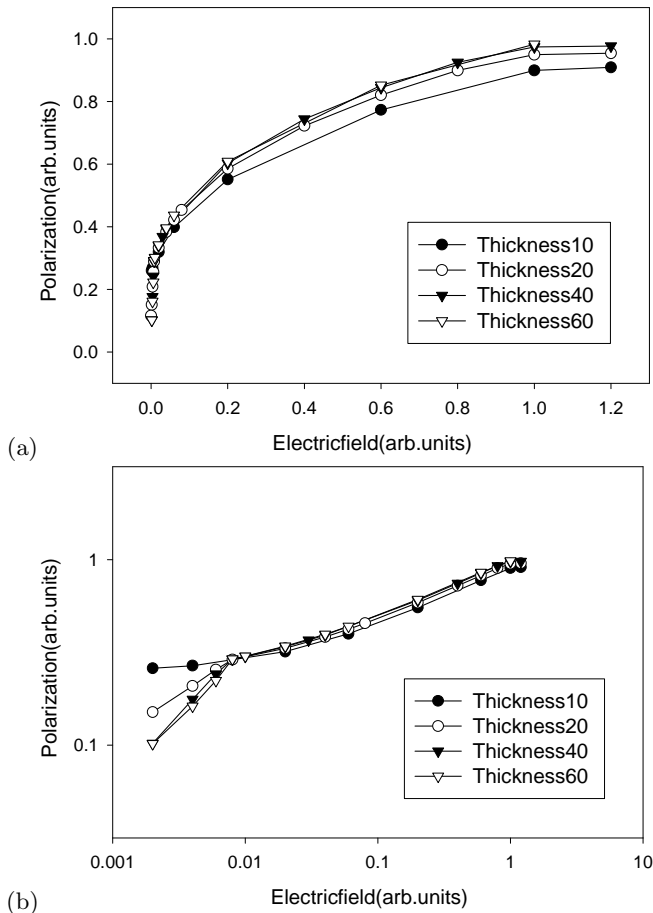 1.0
0.8
0.6
0.4
0.2
0.0
Polarization(arb.units)
Thickness10
Thickness20
Thickness40
Thickness60
0.0 0.2 0.4 0.6 0.8 1.0 1.2
Electricfield(arb.units)
(a)
1
0.1
Polarization(arb.units)
Thickness10
Thickness20
Thickness40
Thickness60
0.001 0.01 0.1 1 10
Electricfield(arb.units)
(b)